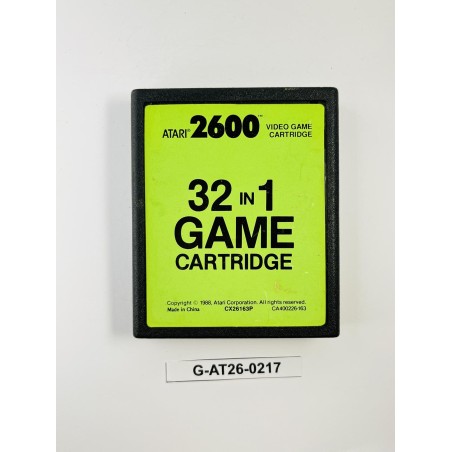 ATARI® 2600™ VIDEO GAME
CARTRIDGE
32 IN 1
GAME
CARTRIDGE
Copyright © 1988, Atari Corporation. All rights reserved.
Made in China CX26163P CA400226-163
G-AT26-0217